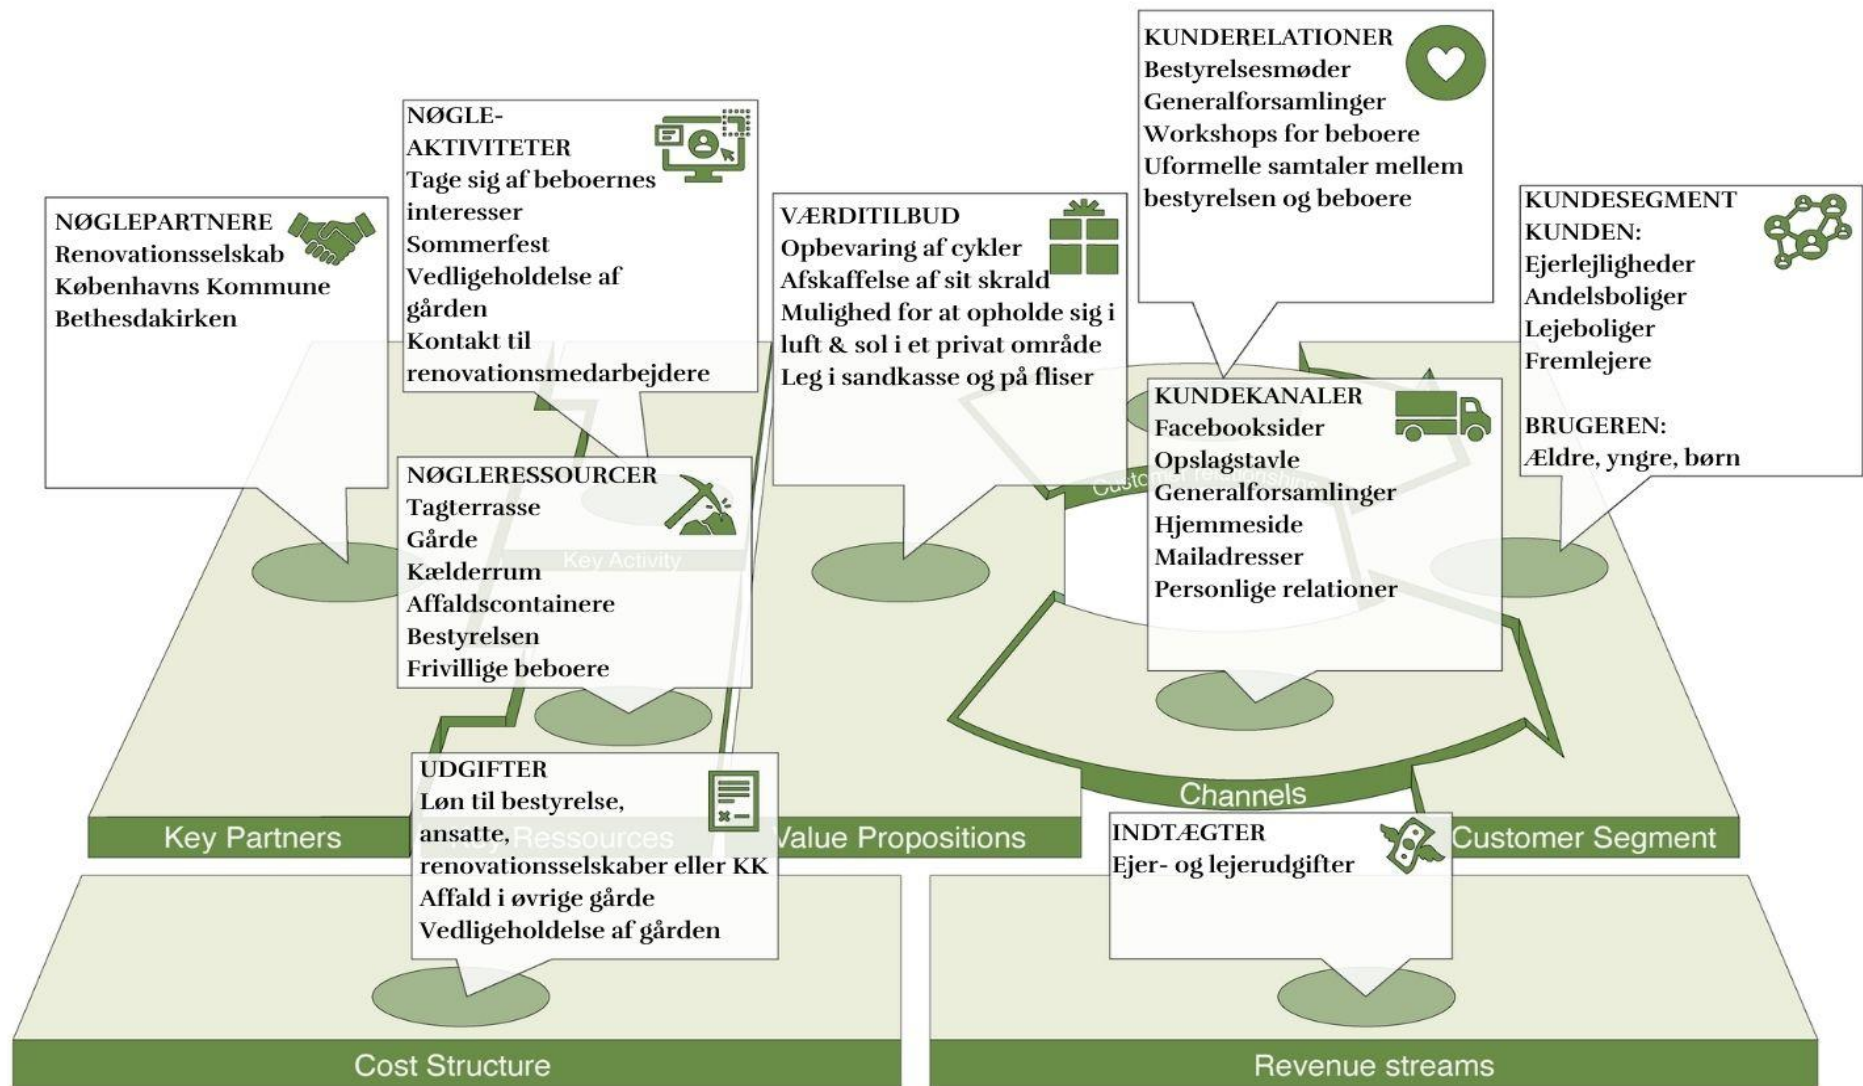 NØGLEPARTNERE
Renovationsselskab
Københavns Kommune
Bethesdakirken
NØGLE-
AKTIVITETER
Tage sig af beboernes
interesser
Sommerfest
Vedligeholdelse af
gården
Kontakt til
renovationsmedarbejdere
NØGLERESSOURCER
Tagterrasse
Gårde
Kælderrum
Affaldscontainere
Bestyrelsen
Frivillige beboere
Key Activity
VÆRDITILBUD
Opbevaring af cykler
Afskaffelse af sit skrald
Mulighed for at opholde sig i
luft & sol i et privat område
Leg i sandkasse og på fliser
KUNDERELATIONER
Bestyrelsesmøder
Generalforsamlinger
Workshops for beboere
Uformelle samtaler mellem
bestyrelsen og beboere
Customer relationships
KUNDEKANALER
Facebooksider
Opslagstavle
Generalforsamlinger
Hjemmeside
Mailadresser
Personlige relationer
KUNDESEGMENT
KUNDEN:
Ejerlejligheder
Andelsboliger
Lejeboliger
Fremlejere
BRUGEREN:
Ældre, yngre, børn
UDGIFTER
Løn til bestyrelse,
ansatte,
renovationsselskaber eller KK
Affald i øvrige gårde
Vedligeholdelse af gården
INDTÆGTER
Ejer- og lejerudgifter
Channels
Key Partners
Key Ressources
Value Propositions
Customer Segment
Cost Structure
Revenue streams